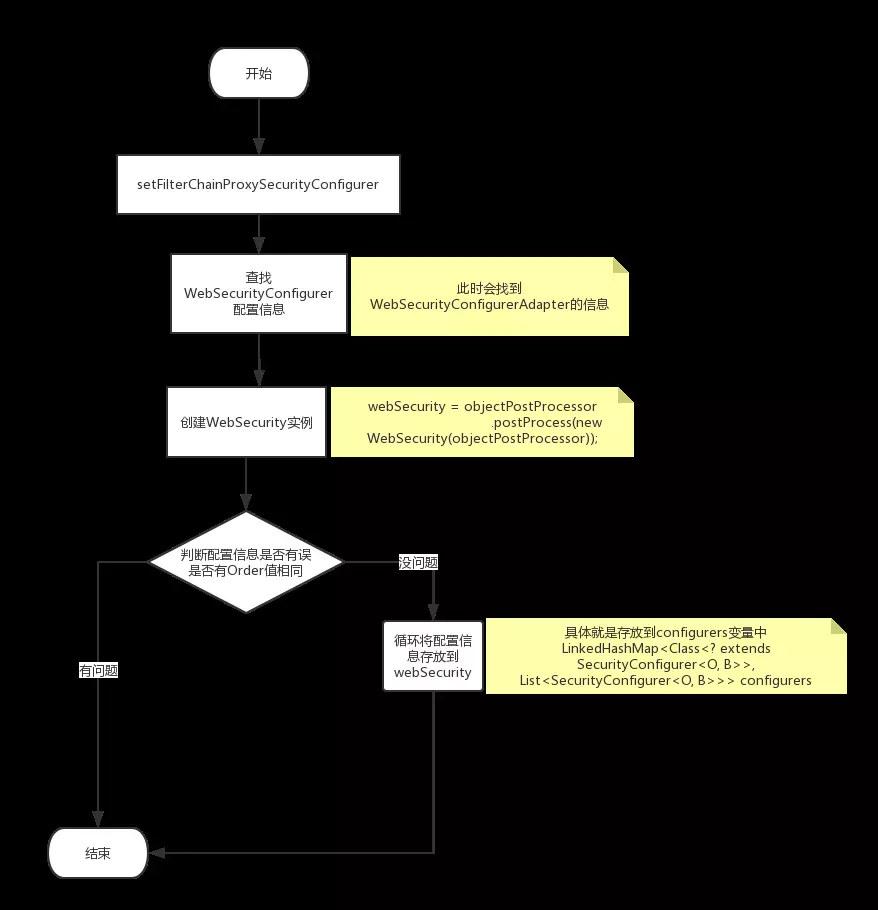 开始
setFilterChainProxySecurityConfigurer
查找
WebSecurityConfigurer
配置信息
此时会找到
WebSecurityConfigurerAdapter的信息
创建WebSecurity实例
webSecurity = objectPostProcessor
.postProcess(new
WebSecurity(objectPostProcessor));
判断配置信息是否有误
是否有Order值相同
没问题
有问题
循环将配置信
息存放到
webSecurity
具体就是存放到configurers变量中
LinkedHashMap<Class<? extends
SecurityConfigurer<O, B>>,
List<SecurityConfigurer<O, B>>> configurers
结束